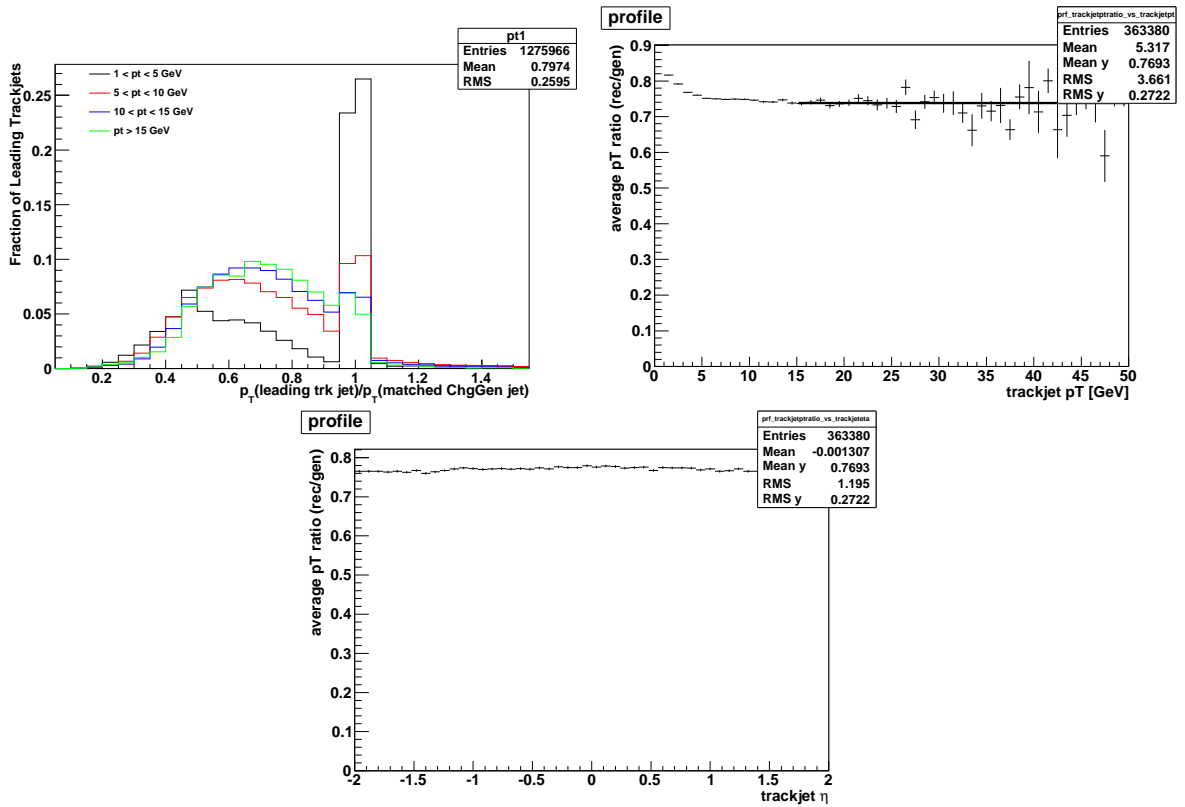 pt1
Entries 1275966
Mean 0.7974
RMS 0.2595
1 < pt < 5 GeV
5 < pt < 10 GeV
10 < pt < 15 GeV
pt > 15 GeV
Fraction of Leading Trackjets
0.25
0.2
0.15
0.1
0.05
0
0.2 0.4 0.6 0.8 1 1.2 1.4
p_T(leading trk jet)/p_T(matched ChgGen jet)
profile
prf_trackjetptratio_vs_trackjetpt
Entries 363380
Mean 5.317
Mean y 0.7693
RMS 3.661
RMS y 0.2722
average pT ratio (rec/gen)
0.9
0.8
0.7
0.6
0.5
0.4
0.3
0.2
0.1
0
0 5 10 15 20 25 30 35 40 45 50
trackjet pT [GeV]
profile
prf_trackjetptratio_vs_trackjeteta
Entries 363380
Mean -0.001307
Mean y 0.7693
RMS 1.195
RMS y 0.2722
average pT ratio (rec/gen)
0.8
0.7
0.6
0.5
0.4
0.3
0.2
0.1
0
-2 -1.5 -1 -0.5 0 0.5 1 1.5 2
trackjet η